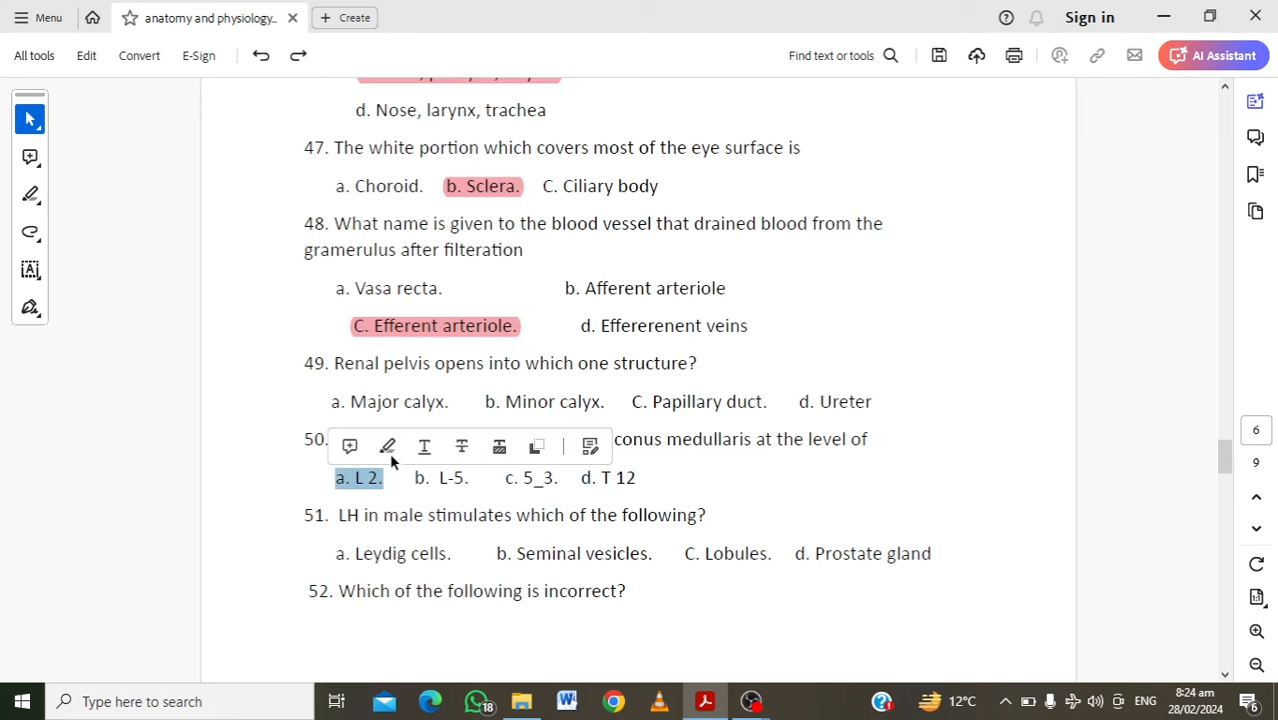 Menu
anatomy and physiology...
Create
Sign in
All tools
Edit
Convert
E-Sign
Find text or tools
AI Assistant
d. Nose, larynx, trachea
47. The white portion which covers most of the eye surface is
a. Choroid. b. Sclera. C. Ciliary body
48. What name is given to the blood vessel that drained blood from the
gramerulus after filteration
a. Vasa recta. b. Afferent arteriole
C. Efferent arteriole. d. Effererenent veins
49. Renal pelvis opens into which one structure?
a. Major calyx. b. Minor calyx. C. Papillary duct. d. Ureter
50. conus medullaris at the level of
a. L 2. b. L-5. c. 5_3. d. T 12
51. LH in male stimulates which of the following?
a. Leydig cells. b. Seminal vesicles. C. Lobules. d. Prostate gland
52. Which of the following is incorrect?
6
9
1:1
Type here to search
18
12°C
ENG
8:24 am
28/02/2024
6